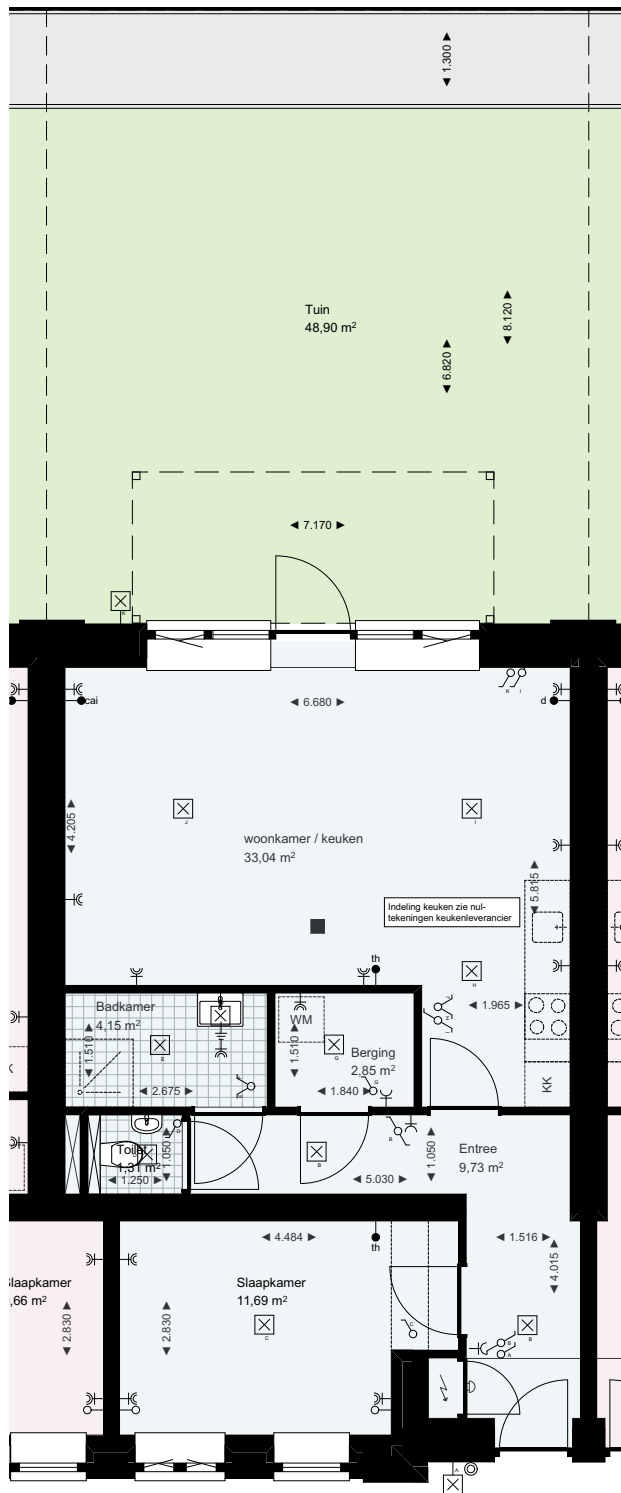 1.300
Tuin
48,90 m²
8.120
6.820
7.170
K
K I
cai
d
6.680
4.205
J
I
woonkamer / keuken
33,04 m²
5.815
Indeling keuken zie nul-
tekeningen keukenleverancier
th
H
1.965
Badkamer
4,15 m²
1.510
E
2.675
WM
1.510
G
Berging
2,85 m²
1.840
G
KK
K
Toilet
1,31 m²
1.050
1.250
D
B
B
5.030
1.050
Entree
9,73 m²
4.484
th
1.516
4.015
Slaapkamer
,66 m²
2.830
Slaapkamer
11,69 m²
2.830
C
C
B
B
A
A